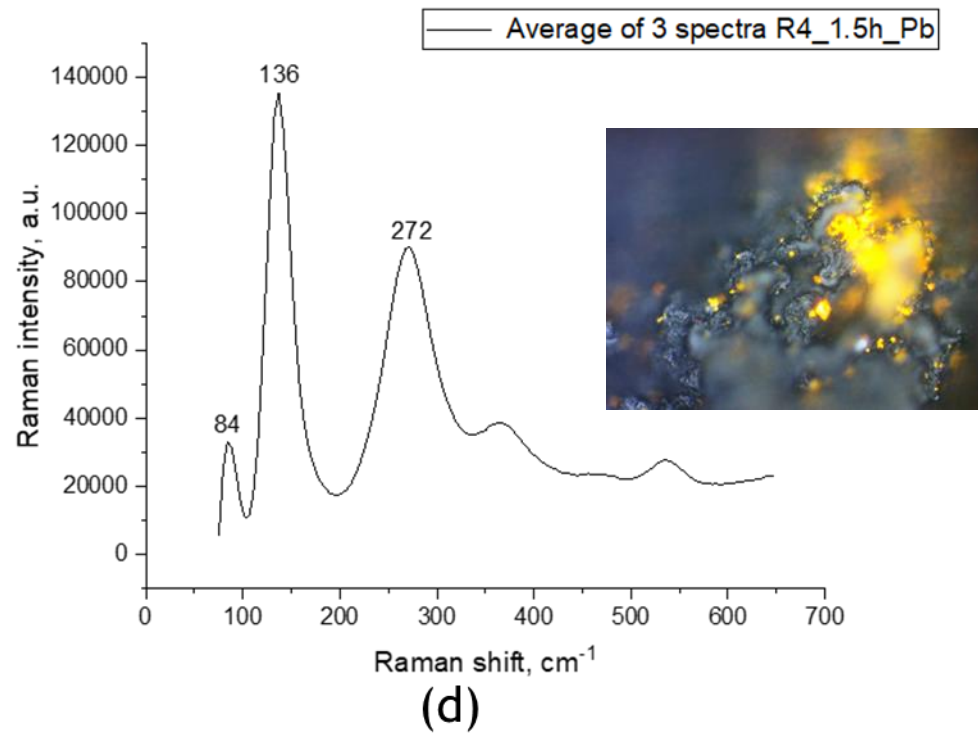 Average of 3 spectra R4_1.5h_Pb
140000
120000
100000
80000
60000
40000
20000
0
136
272
84
0 100 200 300 400 500 600 700
Raman intensity, a.u.
Raman shift, cm⁻¹
(d)